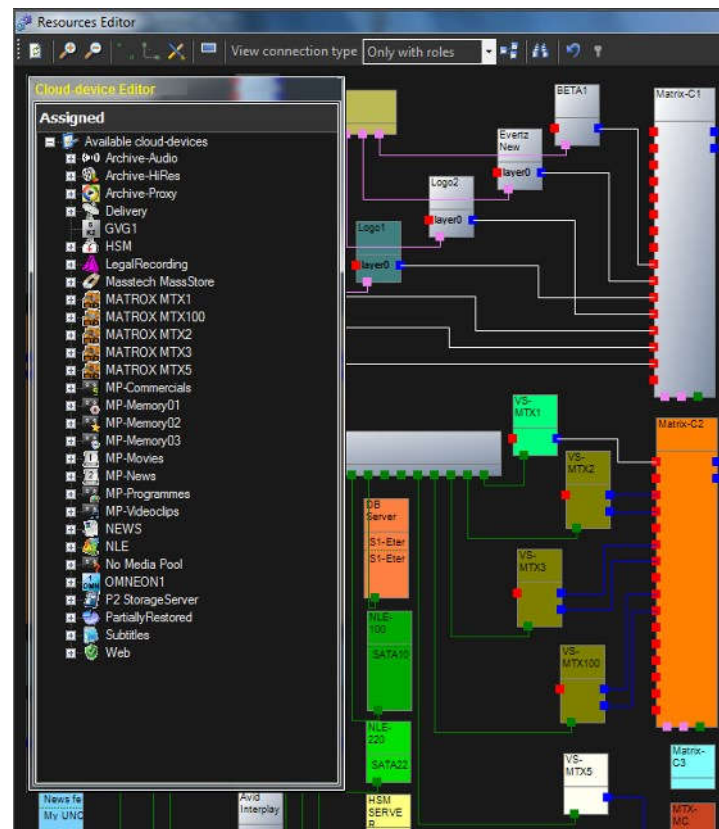 Resources Editor
View connection type Only with roles
Cloud-device Editor
Assigned
Available cloud-devices
Archive-Audio
Archive-HiRes
Archive-Proxy
Delivery
GVG1
HSM
LegalRecording
Masstech MassStore
MATROX MTX1
MATROX MTX100
MATROX MTX2
MATROX MTX3
MATROX MTX5
MP-Commercials
MP-Memory01
MP-Memory02
MP-Memory03
MP-Movies
MP-News
MP-Programmes
MP-Videoclips
NEWS
NLE
No Media Pool
OMNEON1
P2 StorageServer
PartiallyRestored
Subtitles
Web
BETA1
Matrix-C1
Evertz
New
layer0
Logo2
layer0
Logo1
layer0
VS-
MTX1
Matrix-C2
VS-
MTX2
DB
Server
S1-Eter
S1-Eter
VS-
MTX3
NLE-
100
SATA10
VS-
MTX100
NLE-
220
SATA22
VS-
MTX5
Matrix-
C3
News fe
My UNC
Avid
Interplay
HSM
SERVE
R
MTX-
MC